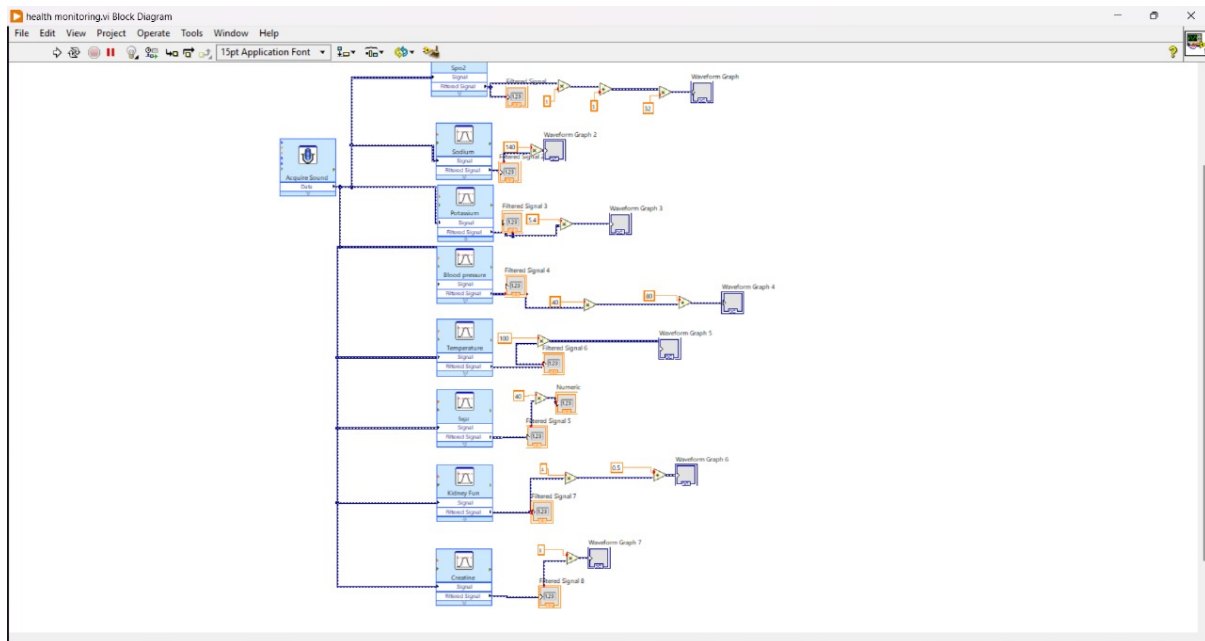 health monitoring.vi Block Diagram
File Edit View Project Operate Tools Window Help
15pt Application Font
Spo2
Signal
Filtered Signal
Filtered Signal
Waveform Graph
32
Acquire Sound
Data
Sodium
Signal
Filtered Signal
140
Filtered Signal 2
Waveform Graph 2
Potassium
Signal
Filtered Signal
Filtered Signal 3
5.4
Waveform Graph 3
Blood pressure
Signal
Filtered Signal
Filtered Signal 4
40
80
Waveform Graph 4
Temperature
Signal
Filtered Signal
100
Filtered Signal 6
Waveform Graph 5
Signal
Filtered Signal
40
Numeric
Filtered Signal 5
Kidney Fun
Signal
Filtered Signal
0.5
Filtered Signal 7
Waveform Graph 6
Creatine
Signal
Filtered Signal
Filtered Signal 8
Waveform Graph 7